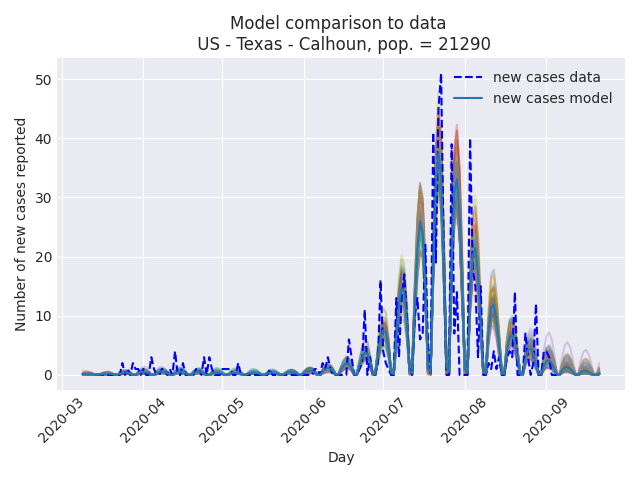 Model comparison to data
US - Texas - Calhoun, pop. = 21290
new cases data
new cases model
Number of new cases reported
50
40
30
20
10
0
2020-03
2020-04
2020-05
2020-06
2020-07
2020-08
2020-09
Day